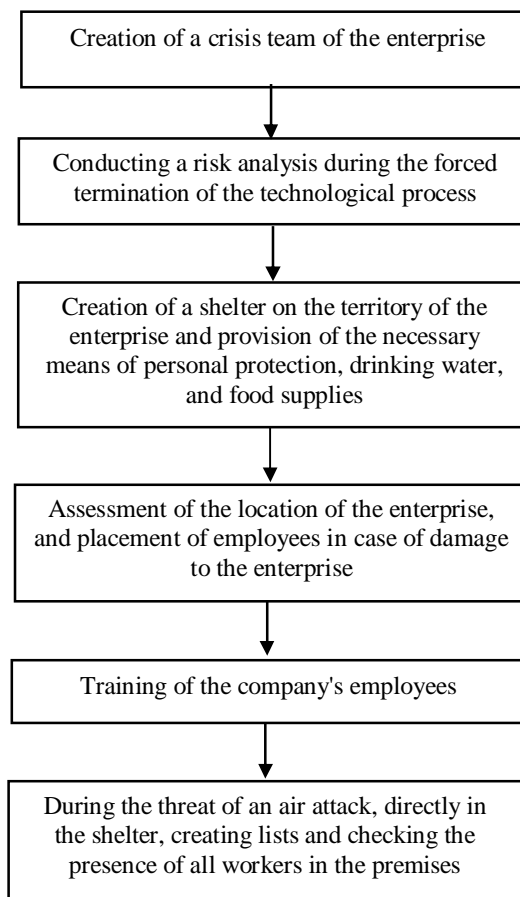 Creation of a crisis team of the enterprise
Conducting a risk analysis during the forced
termination of the technological process
Creation of a shelter on the territory of the
enterprise and provision of the necessary
means of personal protection, drinking water,
and food supplies
Assessment of the location of the enterprise,
and placement of employees in case of damage
to the enterprise
Training of the company's employees
During the threat of an air attack, directly in
the shelter, creating lists and checking the
presence of all workers in the premises